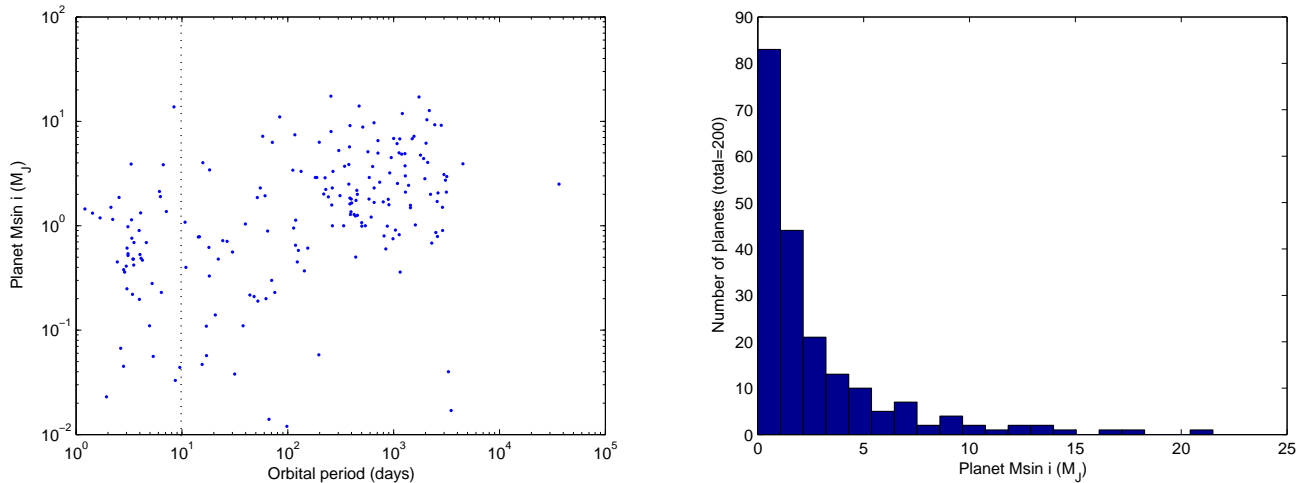 10^2
10^1
10^0
10^-1
10^-2
Planet Msin i (M_J)
10^0 10^1 10^2 10^3 10^4 10^5
Orbital period (days)
90
80
70
60
50
40
30
20
10
0
Number of planets (total=200)
0 5 10 15 20 25
Planet Msin i (M_J)